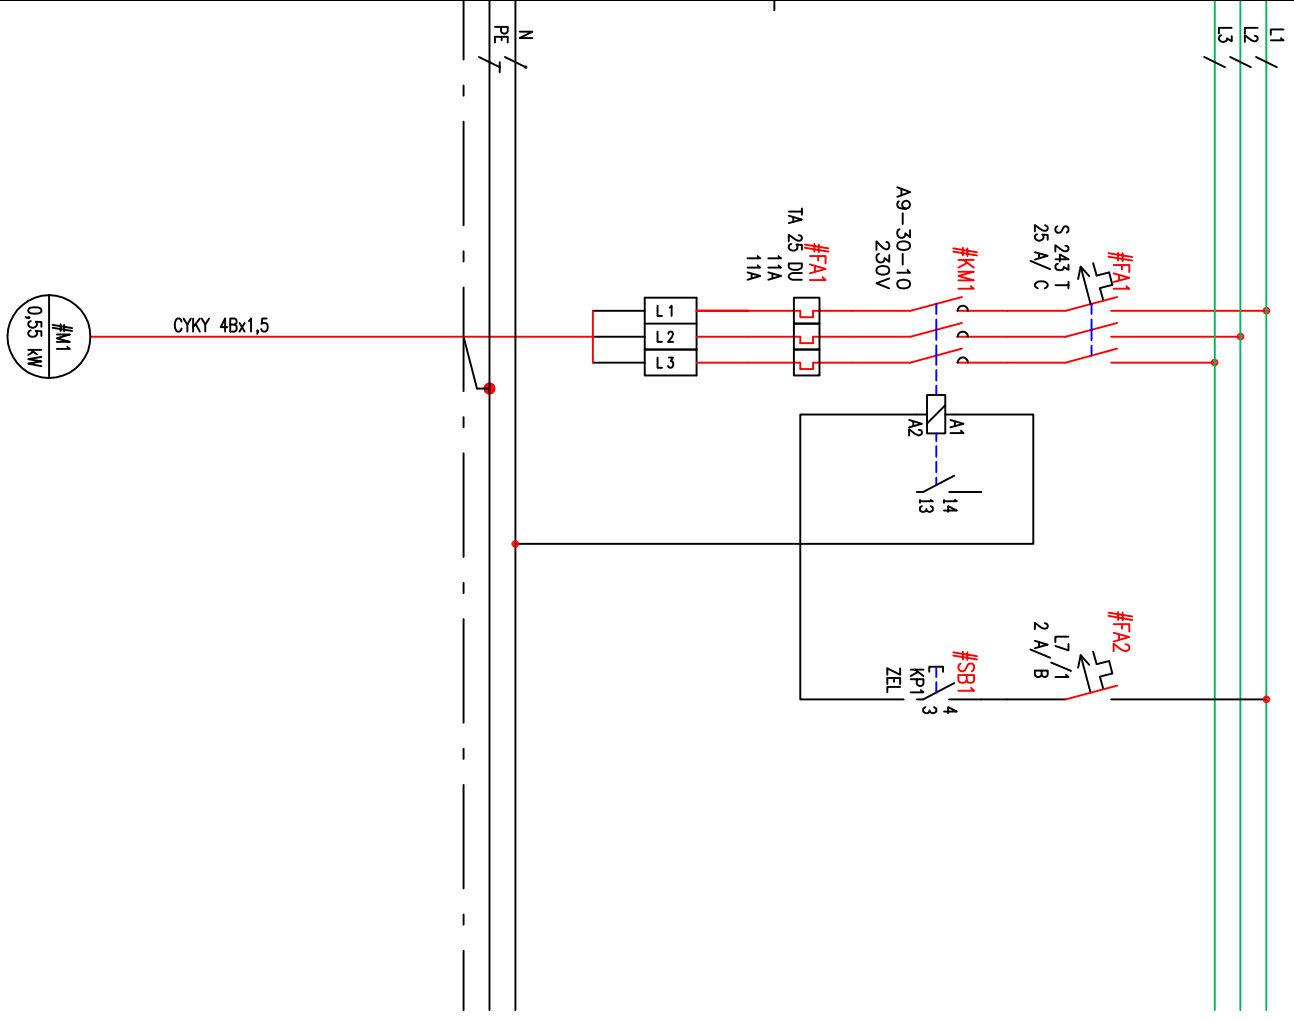 L1
L2
L3
N
PE
#FA1
S 243 T
25 A/ C
#KM1
A9-30-10
230V
#FA1
TA 25 DU
11A
11A
L1
L2
L3
CYKY 4Bx1,5
#M1
0,55 kW
A1
A2
14
13
#FA2
L7 /1
2 A/ B
#SB1
KP1
ZEL
4
3